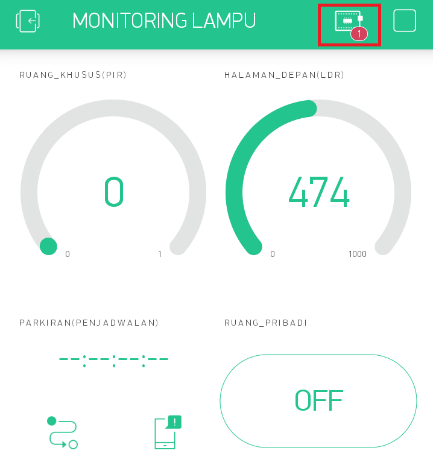 MONITORING LAMPU
1
RUANG_KHUSUS(PIR)
HALAMAN_DEPAN(LDR)
0
474
0 1
0 1000
PARKIRAN(PENJADWALAN)
RUANG_PRIBADI
--:--:--:--
OFF